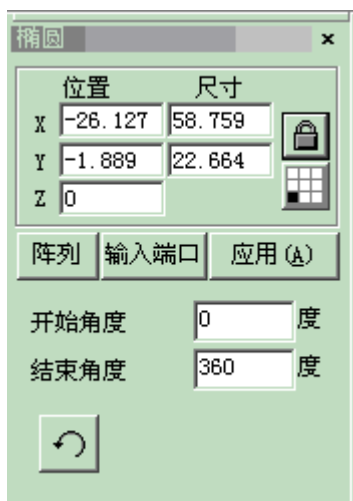 椭圆
位置 尺寸
X -26.127 58.759
Y -1.889 22.664
Z 0
阵列 输入端口 应用(A)
开始角度 0 度
结束角度 360 度